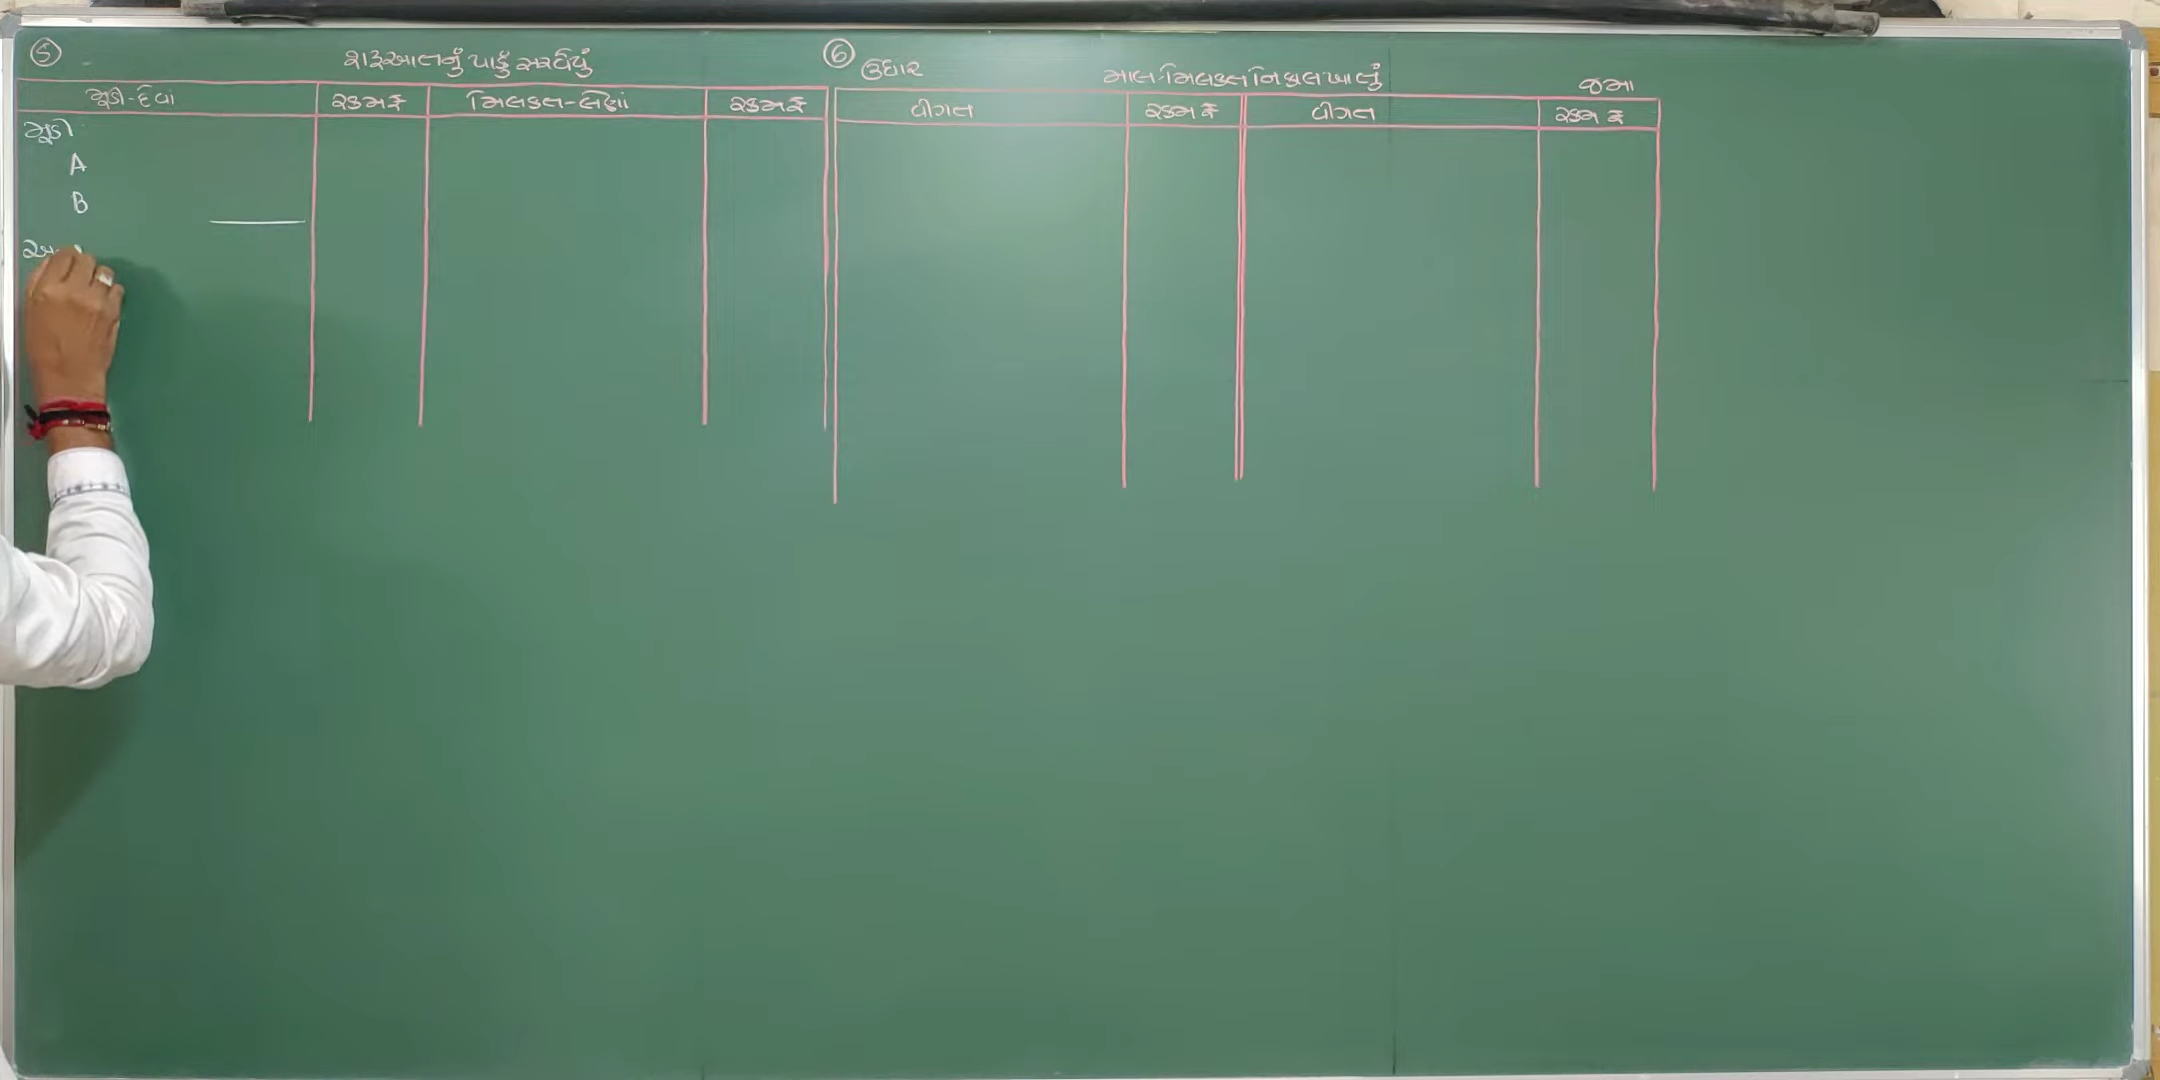 5 શરૂઆતનું પાકું સરવૈયું
મૂડી-દેવાં રકમ ₹ મિલકત-લેણાં રકમ ₹
મૂડી
A
B
6 ઉધાર માલ-મિલકત નિકાલ ખાતું જમા
વીગત રકમ ₹ વીગત રકમ ₹